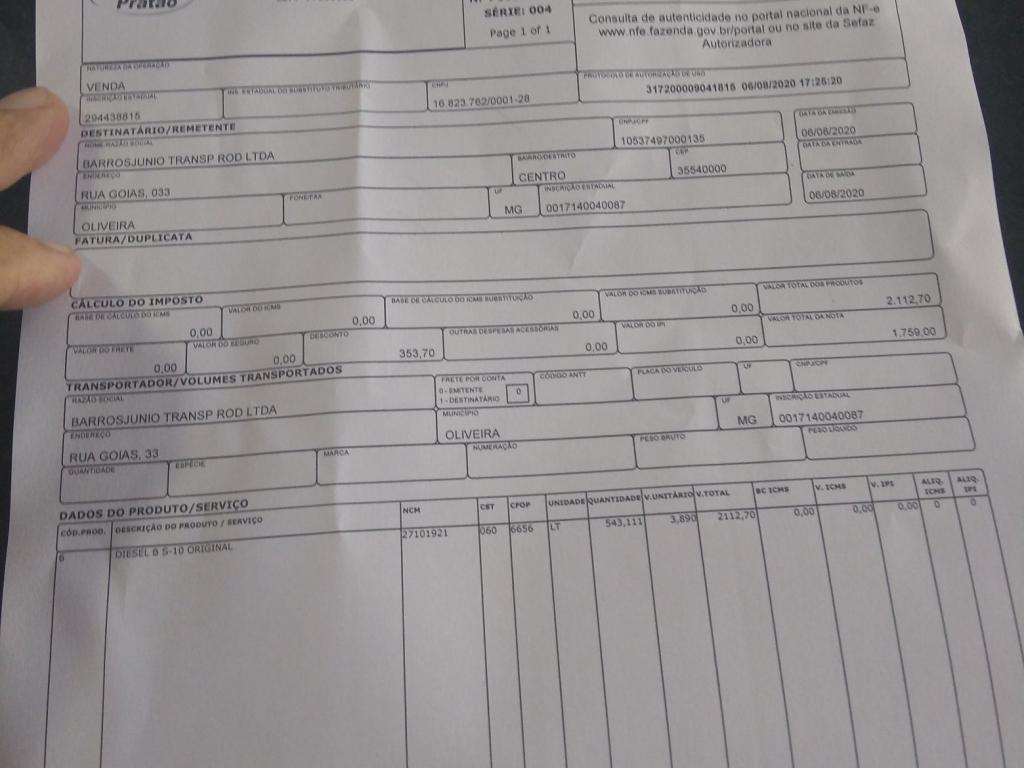 Pratão
SÉRIE: 004
Page 1 of 1
Consulta de autenticidade no portal nacional da NF-e
www.nfe.fazenda.gov.br/portal ou no site da Sefaz
Autorizadora
NATUREZA DA OPERAÇÃO
VENDA
PROTOCOLO DE AUTORIZAÇÃO DE USO
317200009041815 06/08/2020 17:25:20
INSCRIÇÃO ESTADUAL
294438815
INS. ESTADUAL DO SUBSTITUTO TRIBUTÁRIO
CNPJ
16.823.762/0001-28
DESTINATÁRIO/REMETENTE
NOME/RAZÃO SOCIAL
BARROSJUNIO TRANSP ROD LTDA
CNPJ/CPF
10537497000135
DATA DA EMISSÃO
06/08/2020
ENDEREÇO
RUA GOIAS, 033
BAIRRO/DISTRITO
CENTRO
CEP
35540000
DATA DA ENTRADA
MUNICÍPIO
OLIVEIRA
FONE/FAX
UF
MG
INSCRIÇÃO ESTADUAL
0017140040087
DATA DE SAÍDA
06/08/2020
FATURA/DUPLICATA
CÁLCULO DO IMPOSTO
BASE DE CÁLCULO DO ICMS
0,00
VALOR DO ICMS
0,00
BASE DE CÁLCULO DO ICMS SUBSTITUIÇÃO
0,00
VALOR DO ICMS SUBSTITUIÇÃO
0,00
VALOR TOTAL DOS PRODUTOS
2.112,70
VALOR DO FRETE
0,00
VALOR DO SEGURO
0,00
DESCONTO
353,70
OUTRAS DESPESAS ACESSÓRIAS
0,00
VALOR DO IPI
0,00
VALOR TOTAL DA NOTA
1.759,00
TRANSPORTADOR/VOLUMES TRANSPORTADOS
RAZÃO SOCIAL
BARROSJUNIO TRANSP ROD LTDA
FRETE POR CONTA
0 - EMITENTE
1 - DESTINATÁRIO
0
CÓDIGO ANTT
PLACA DO VEÍCULO
UF
CNPJ/CPF
ENDEREÇO
RUA GOIAS, 33
MUNICÍPIO
OLIVEIRA
UF
MG
INSCRIÇÃO ESTADUAL
0017140040087
QUANTIDADE
ESPÉCIE
MARCA
NUMERAÇÃO
PESO BRUTO
PESO LÍQUIDO
DADOS DO PRODUTO/SERVIÇO
CÓD.PROD. DESCRIÇÃO DO PRODUTO / SERVIÇO NCM CST CFOP UNIDADE QUANTIDADE V.UNITÁRIO V.TOTAL BC ICMS V. ICMS V. IPI ALIQ. ICMS ALIQ. IPI
6 DIESEL B S-10 ORIGINAL 27101921 060 6656 LT 543,111 3,890 2112,70 0,00 0,00 0,00 0 0